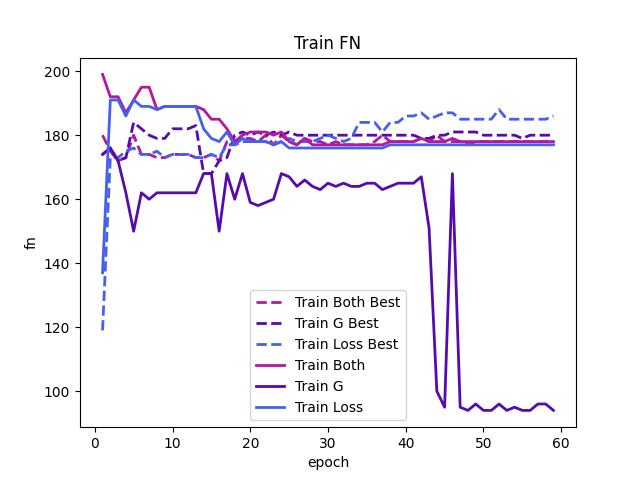 Train FN
200
180
160
140
120
100
fn
Train Both Best
Train G Best
Train Loss Best
Train Both
Train G
Train Loss
0 10 20 30 40 50 60
epoch